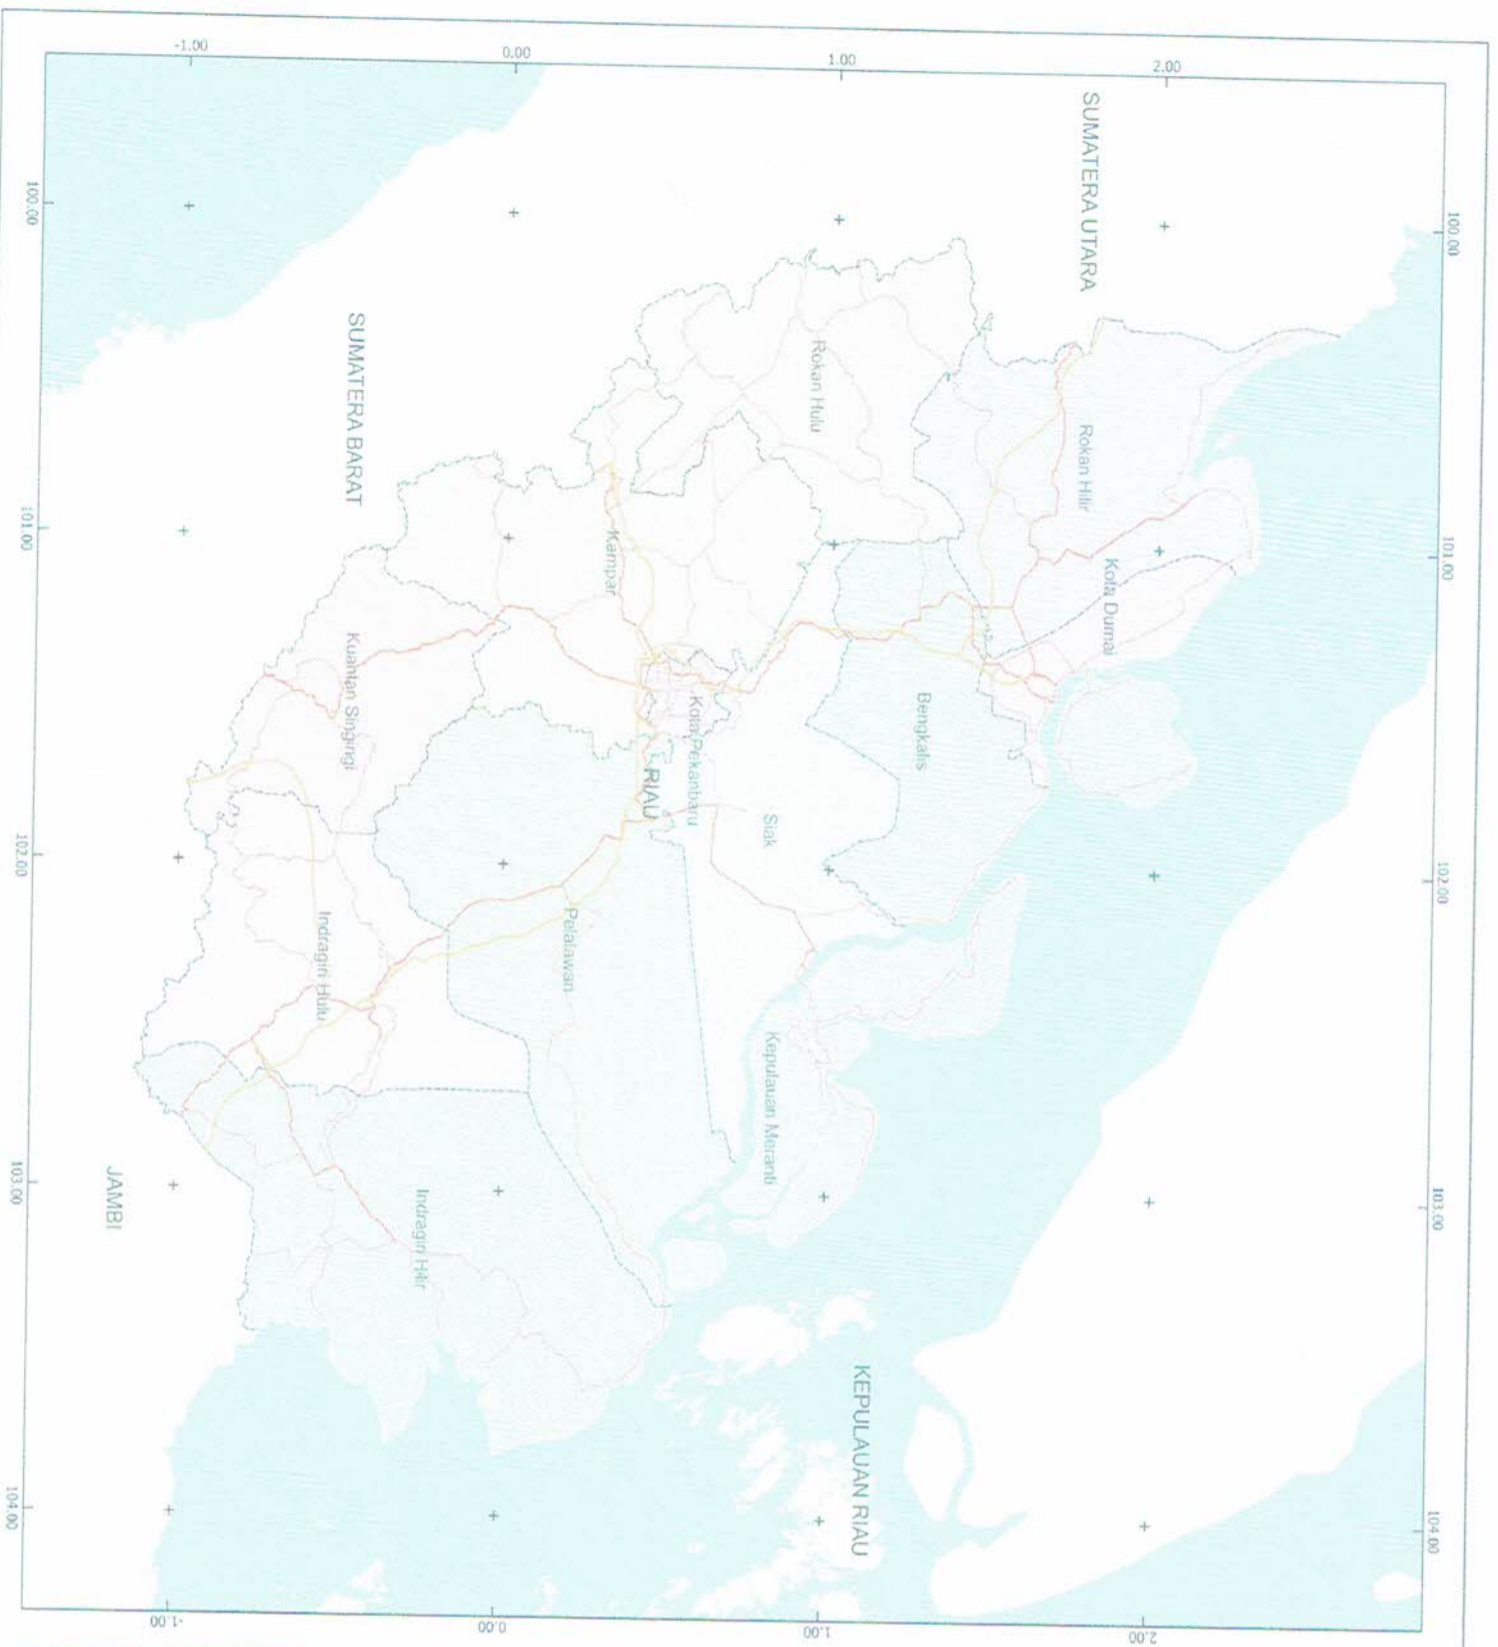 100.00
101.00
102.00
103.00
104.00
2.00
2.00
1.00
1.00
0.00
0.00
-1.00
-1.00
SUMATERA UTARA
Rokan Hilir
Kota Dumai
Bengkalis
Rokan Hulu
Siak
Kepulauan Meranti
KEPULAUAN RIAU
Kota Pekanbaru
RIAU
Kampar
Pelalawan
SUMATERA BARAT
Kuantan Singingi
Indragiri Hulu
Indragiri Hilir
JAMBI
100.00
101.00
102.00
103.00
104.00